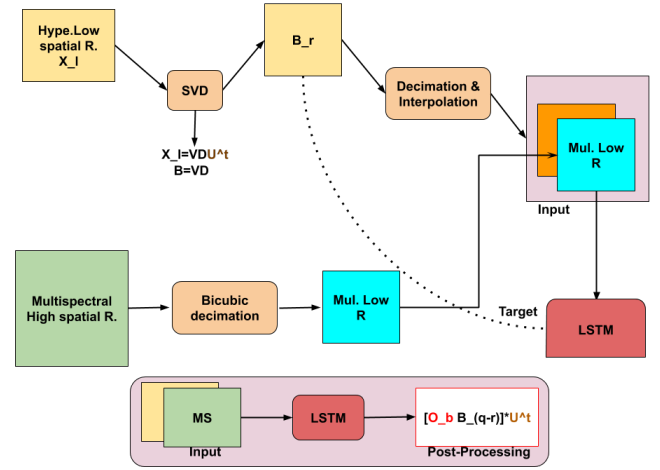 Hype.Low
spatial R.
X_l
SVD
X_l=VDU^t
B=VD
B_r
Decimation &
Interpolation
Mul. Low
R
Input
Multispectral
High spatial R.
Bicubic
decimation
Mul. Low
R
Target
LSTM
MS
Input
LSTM
[O_b B_(q-r)]*U^t
Post-Processing